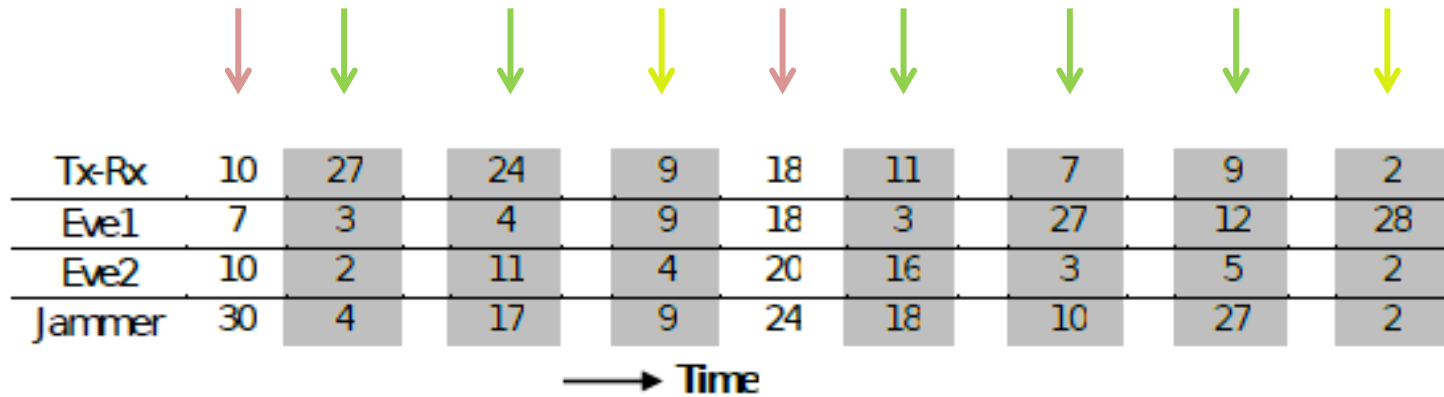 Tx-Rx 10 27 24 9 18 11 7 9 2
Eve1 7 3 4 9 18 3 27 12 28
Eve2 10 2 11 4 20 16 3 5 2
Jammer 30 4 17 9 24 18 10 27 2
Time